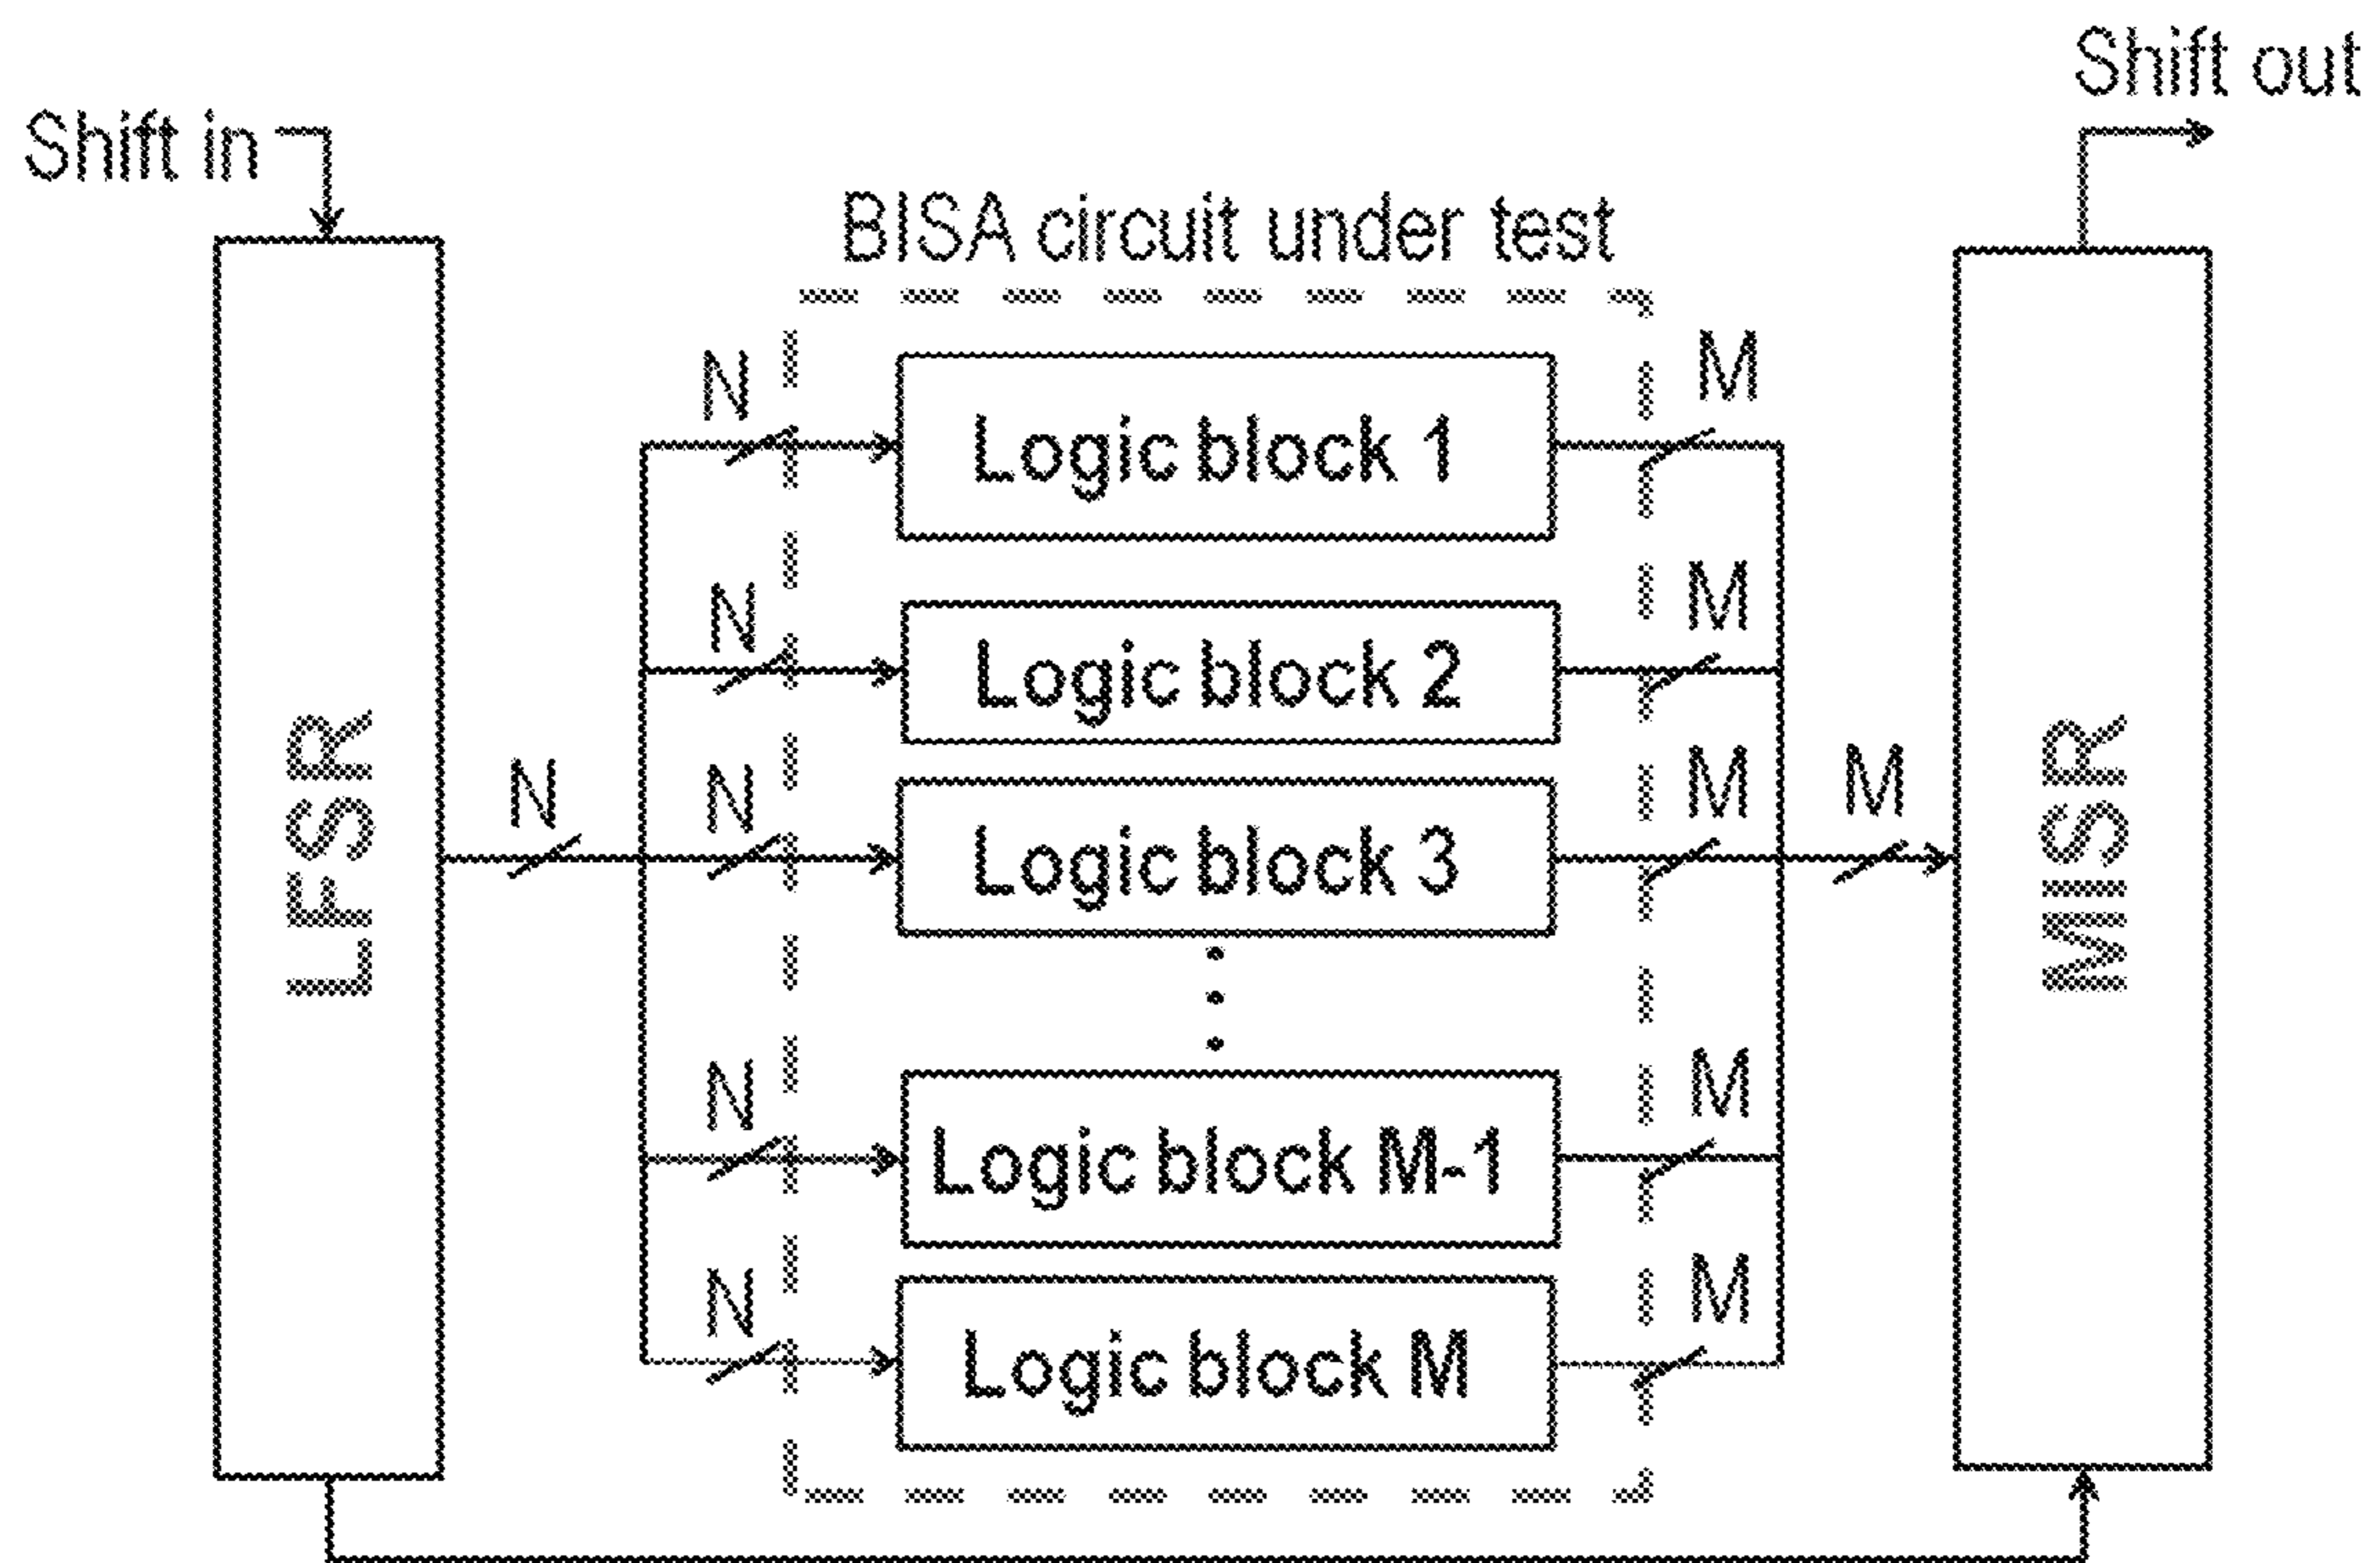 Shift out
Shift in
BISA circuit under test
N
Logic block 1
M
N
Logic block 2
M
LFSR
N
N
Logic block 3
M
M
MISR
N
Logic block M-1
M
N
Logic block M
M